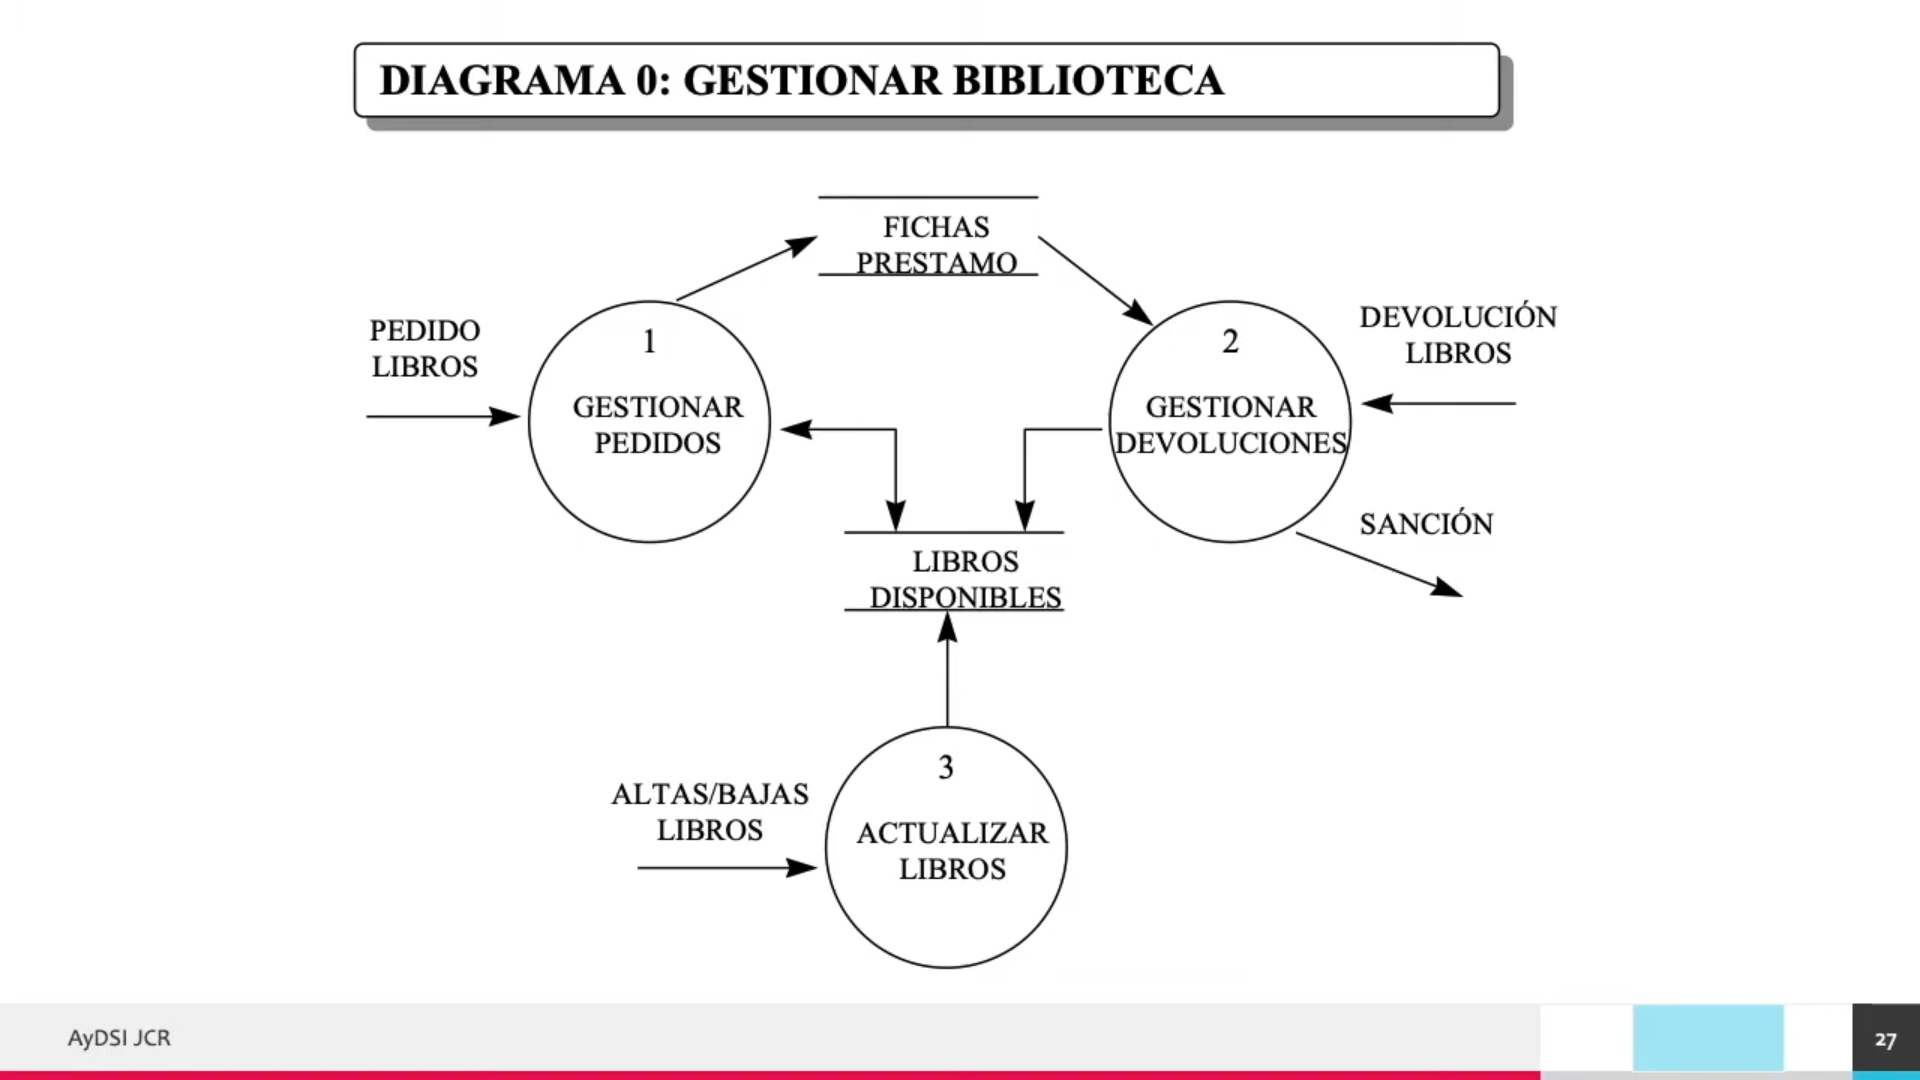 DIAGRAMA 0: GESTIONAR BIBLIOTECA
FICHAS
PRESTAMO
PEDIDO
LIBROS
1
GESTIONAR
PEDIDOS
2
GESTIONAR
DEVOLUCIONES
DEVOLUCIÓN
LIBROS
SANCIÓN
LIBROS
DISPONIBLES
ALTAS/BAJAS
LIBROS
3
ACTUALIZAR
LIBROS
AyDSI JCR
27